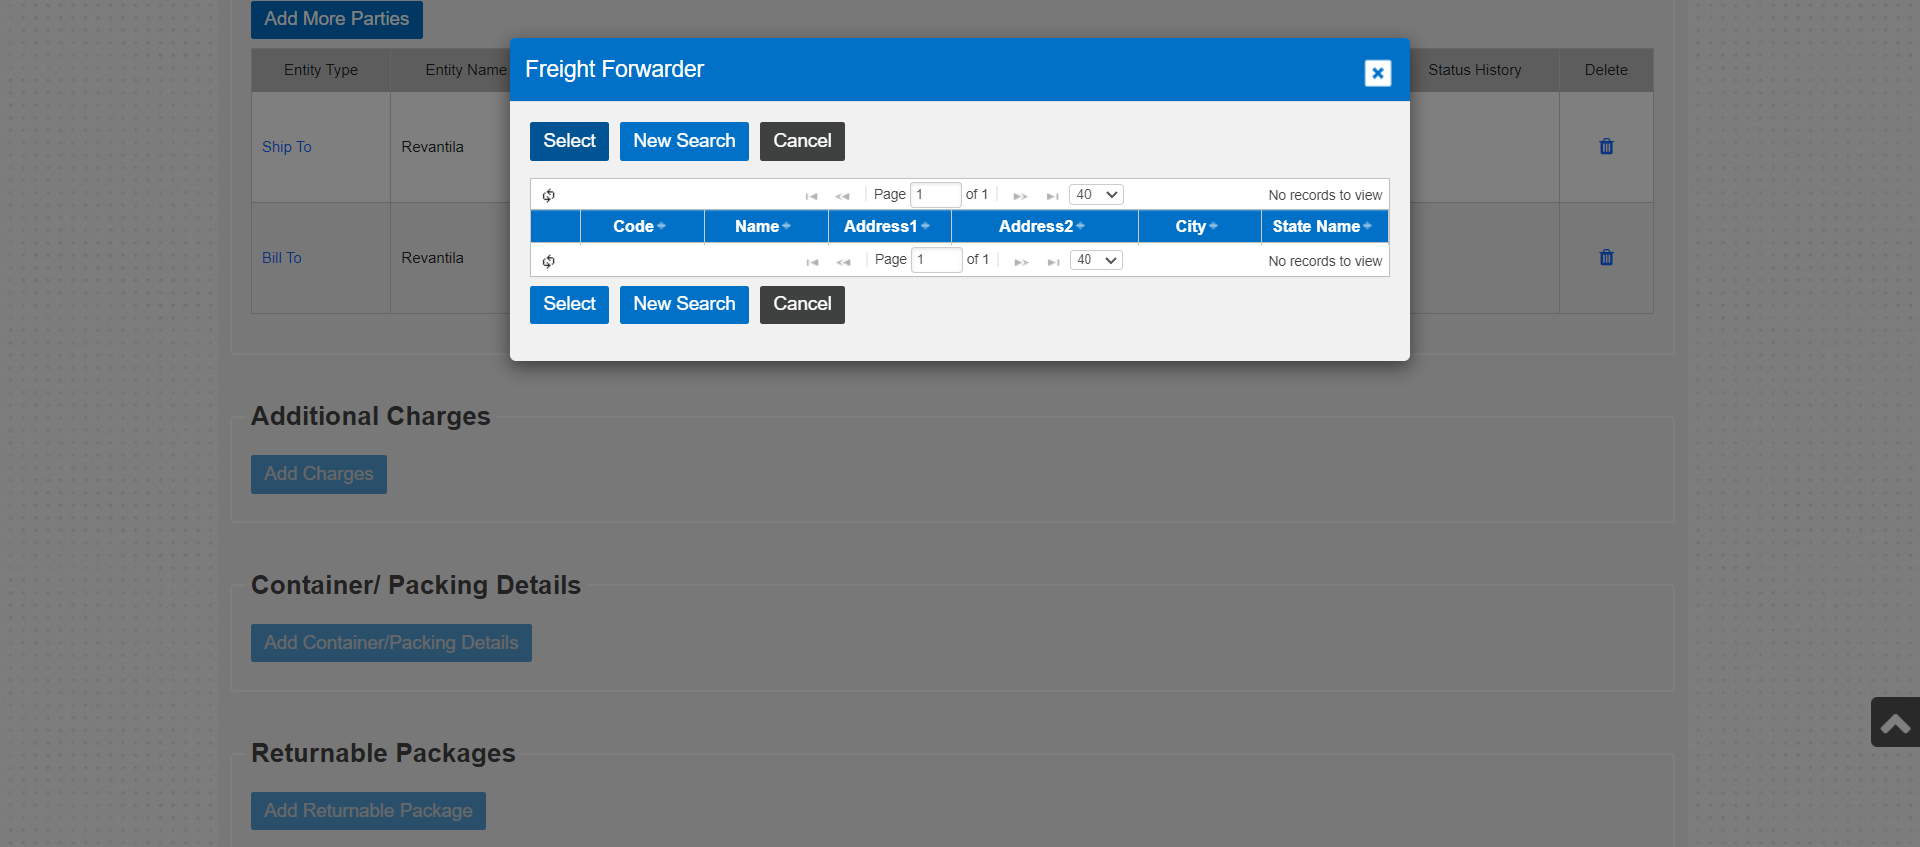 Add More Parties
Entity Type Entity Name Status History Delete
Ship To Revantila
Bill To Revantila
Freight Forwarder
Select New Search Cancel
Page 1 of 1 40 No records to view
Code Name Address1 Address2 City State Name
Page 1 of 1 40 No records to view
Select New Search Cancel
Additional Charges
Add Charges
Container/ Packing Details
Add Container/Packing Details
Returnable Packages
Add Returnable Package